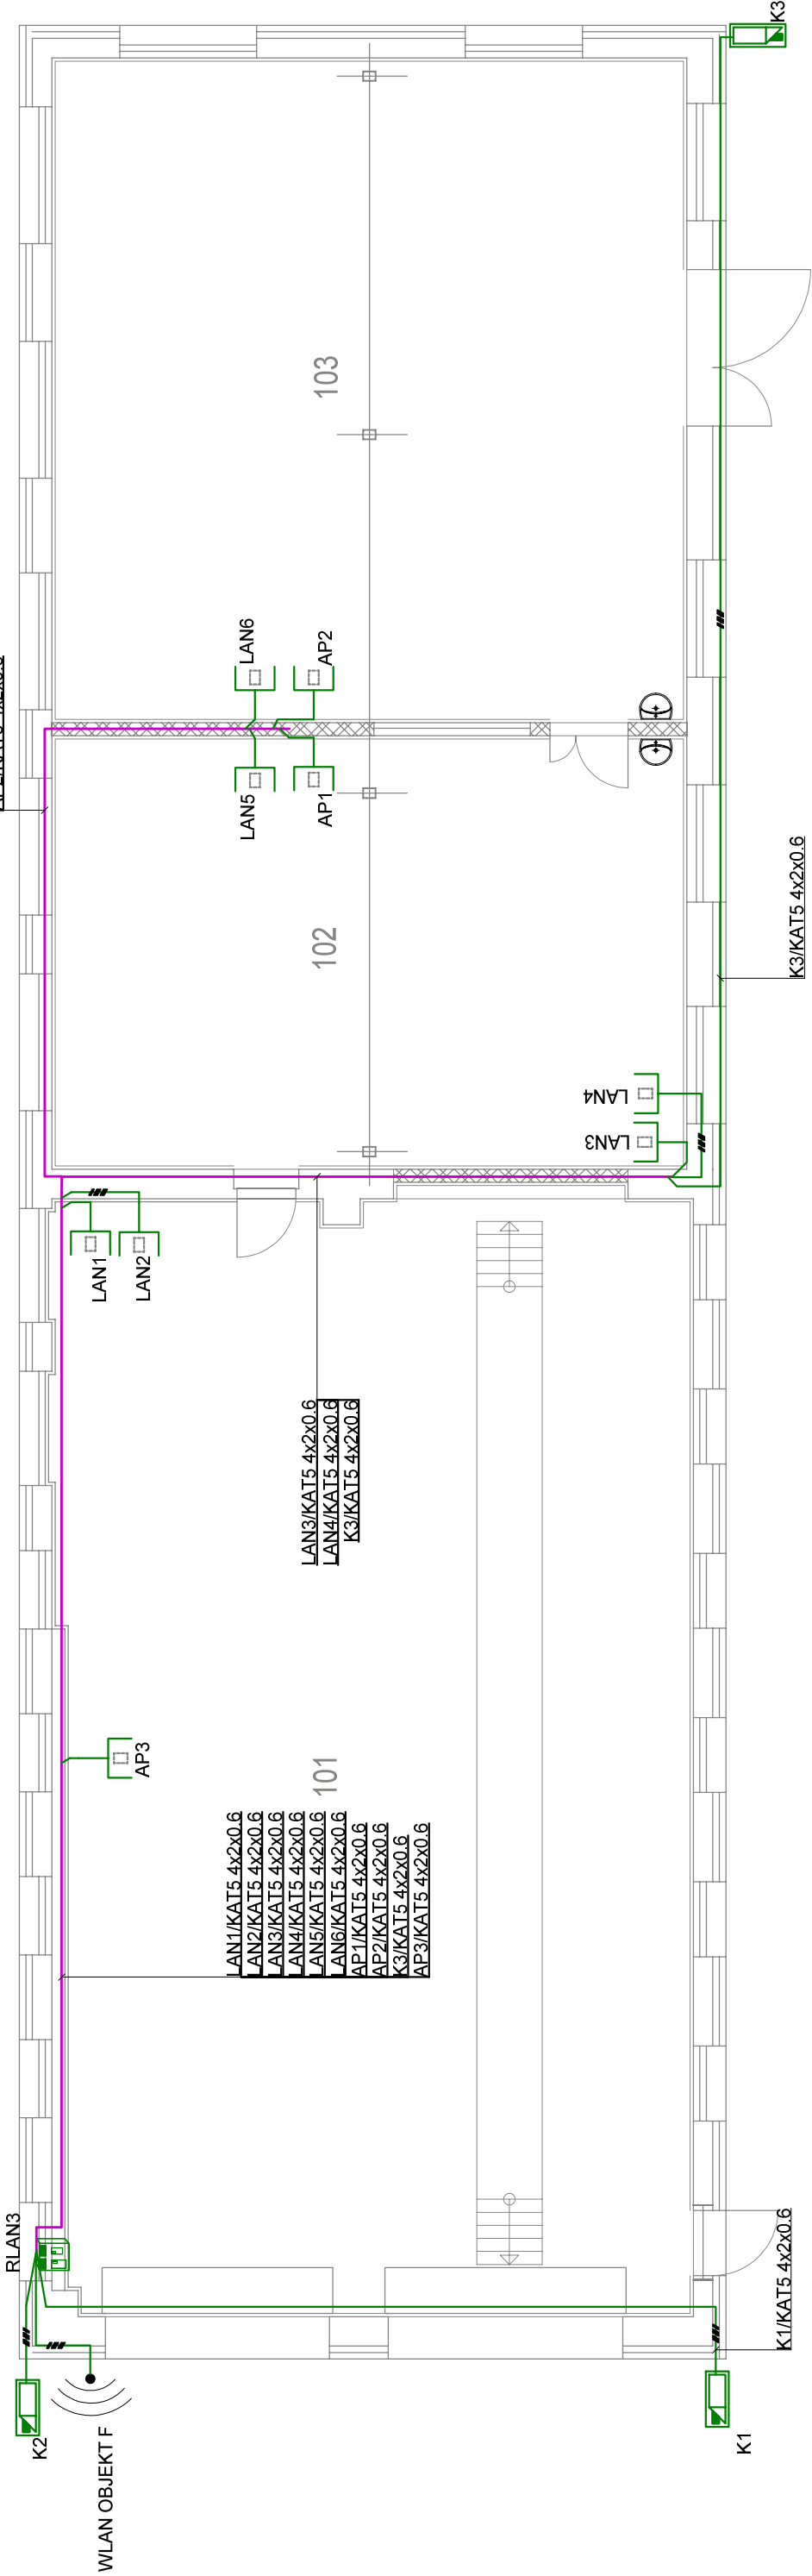 K3
103
LAN6
AP2
LAN5
AP1
102
K3/KAT5 4x2x0.6
LAN4
LAN3
LAN1
LAN2
LAN3/KAT5 4x2x0.6
LAN4/KAT5 4x2x0.6
K3/KAT5 4x2x0.6
AP3
101
LAN1/KAT5 4x2x0.6
LAN2/KAT5 4x2x0.6
LAN3/KAT5 4x2x0.6
LAN4/KAT5 4x2x0.6
LAN5/KAT5 4x2x0.6
LAN6/KAT5 4x2x0.6
AP1/KAT5 4x2x0.6
AP2/KAT5 4x2x0.6
K3/KAT5 4x2x0.6
AP3/KAT5 4x2x0.6
RLAN3
K1/KAT5 4x2x0.6
K2
K1
WLAN OBJEKT F